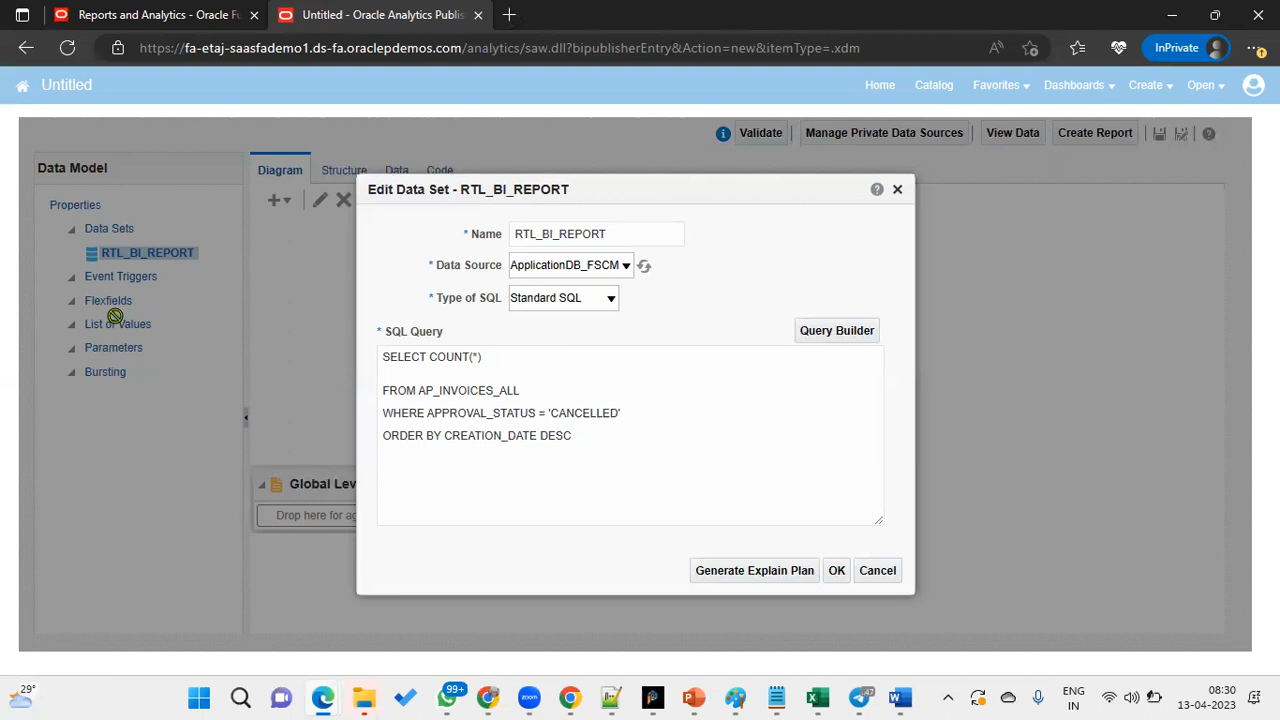 Reports and Analytics - Oracle Fu
Untitled - Oracle Analytics Publis
https://fa-etaj-saasfademo1.ds-fa.oraclepdemos.com/analytics/saw.dll?bipublisherEntry&Action=new&itemType=.xdm
InPrivate
Untitled
Home
Catalog
Favorites
Dashboards
Create
Open
Validate
Manage Private Data Sources
View Data
Create Report
Data Model
Diagram
Structure
Data
Code
Properties
Data Sets
RTL_BI_REPORT
Event Triggers
Flexfields
List of Values
Parameters
Bursting
Global Lev
Drop here for ag
Edit Data Set - RTL_BI_REPORT
* Name
RTL_BI_REPORT
* Data Source
ApplicationDB_FSCM
* Type of SQL
Standard SQL
* SQL Query
Query Builder
SELECT COUNT(*)
FROM AP_INVOICES_ALL
WHERE APPROVAL_STATUS = 'CANCELLED'
ORDER BY CREATION_DATE DESC
Generate Explain Plan
OK
Cancel
29°
99+
zoom
47
ENG
IN
08:30
13-04-2023